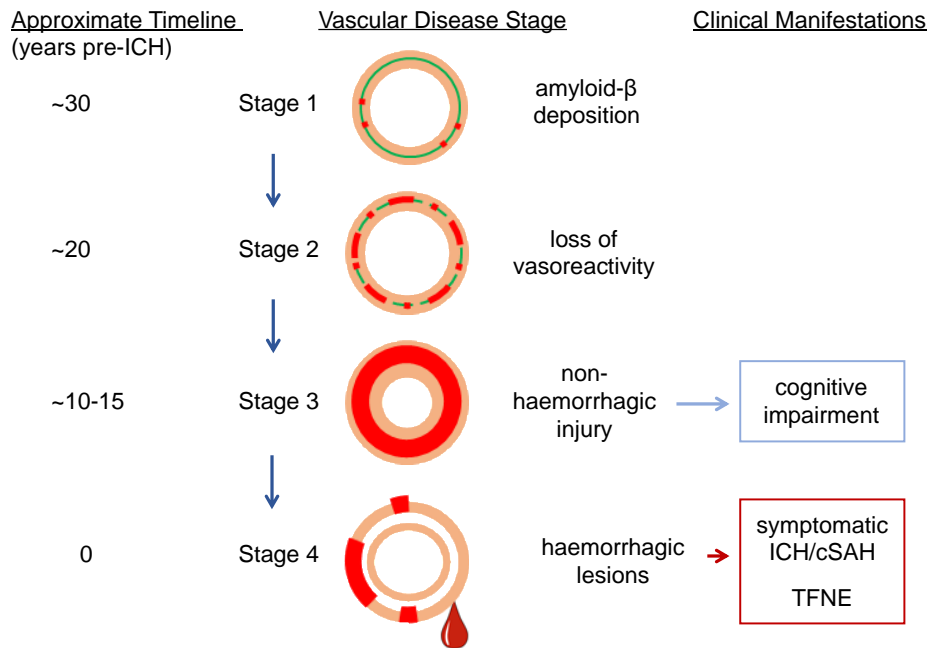 Approximate Timeline
(years pre-ICH)
Vascular Disease Stage
Clinical Manifestations
~30
Stage 1
amyloid-β
deposition
~20
Stage 2
loss of
vasoreactivity
~10-15
Stage 3
non-
haemorrhagic
injury
cognitive
impairment
0
Stage 4
haemorrhagic
lesions
symptomatic
ICH/cSAH
TFNE